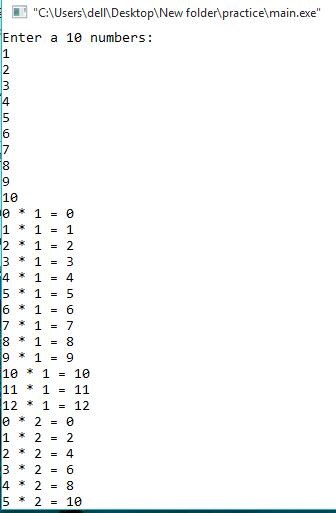 "C:\Users\dell\Desktop\New folder\practice\main.exe"
Enter a 10 numbers:
1
2
3
4
5
6
7
8
9
10
0 * 1 = 0
1 * 1 = 1
2 * 1 = 2
3 * 1 = 3
4 * 1 = 4
5 * 1 = 5
6 * 1 = 6
7 * 1 = 7
8 * 1 = 8
9 * 1 = 9
10 * 1 = 10
11 * 1 = 11
12 * 1 = 12
0 * 2 = 0
1 * 2 = 2
2 * 2 = 4
3 * 2 = 6
4 * 2 = 8
5 * 2 = 10